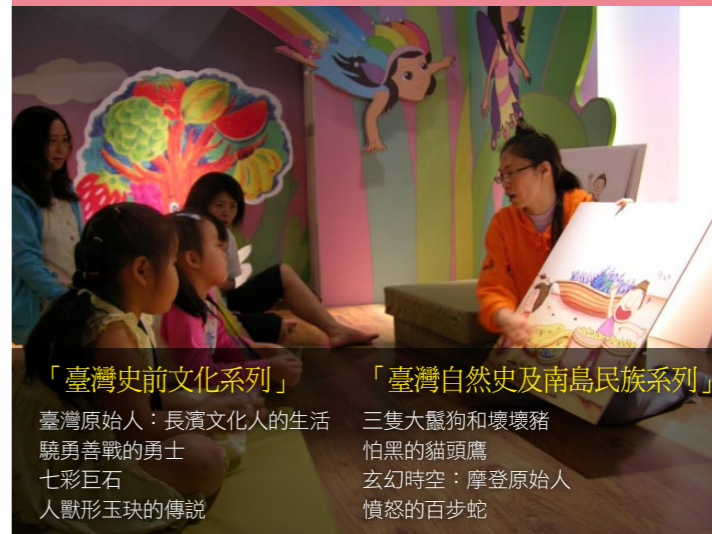 「臺灣史前文化系列」
臺灣原始人：長濱文化人的生活
驍勇善戰的勇士
七彩巨石
人獸形玉玦的傳說
「臺灣自然史及南島民族系列」
三隻大鬣狗和壞壞豬
怕黑的貓頭鷹
玄幻時空：摩登原始人
憤怒的百步蛇